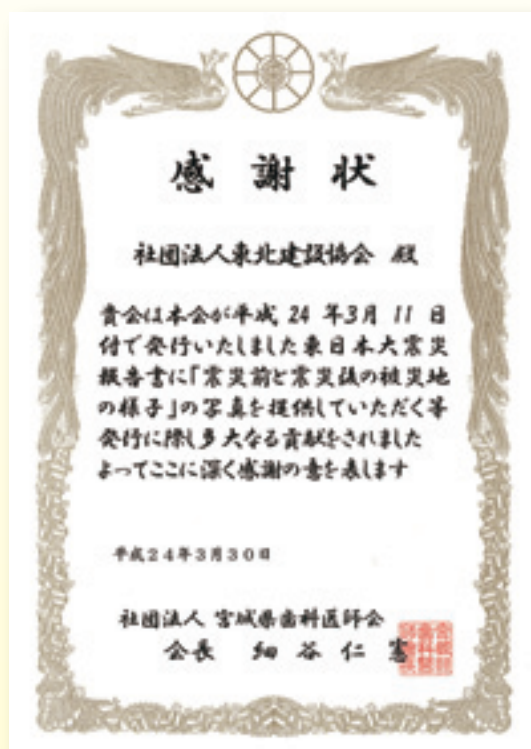 感謝状
社団法人東北建設協会 殿
貴会は本会が平成 24 年3月 11 日
付で発行いたしました東日本大震災
報告書に「震災前と震災後の被災地
の様子」の写真を提供していただく等
発行に際し多大なる貢献をされました
よってここに深く感謝の意を表します
平成24年3月30日
社団法人 宮城県歯科医師会
会長 細谷仁憲